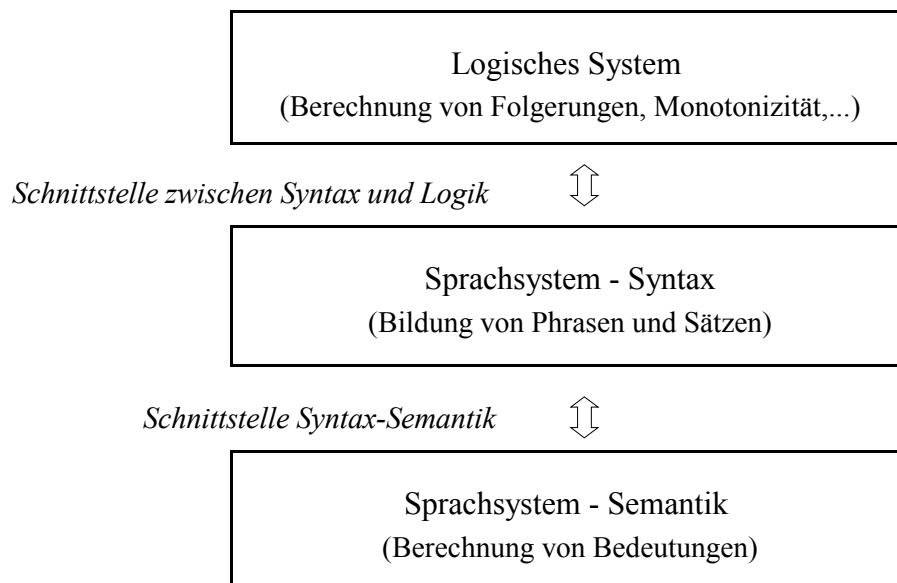 Logisches System
(Berechnung von Folgerungen, Monotonizität,...)
Schnittstelle zwischen Syntax und Logik
Sprachsystem - Syntax
(Bildung von Phrasen und Sätzen)
Schnittstelle Syntax-Semantik
Sprachsystem - Semantik
(Berechnung von Bedeutungen)